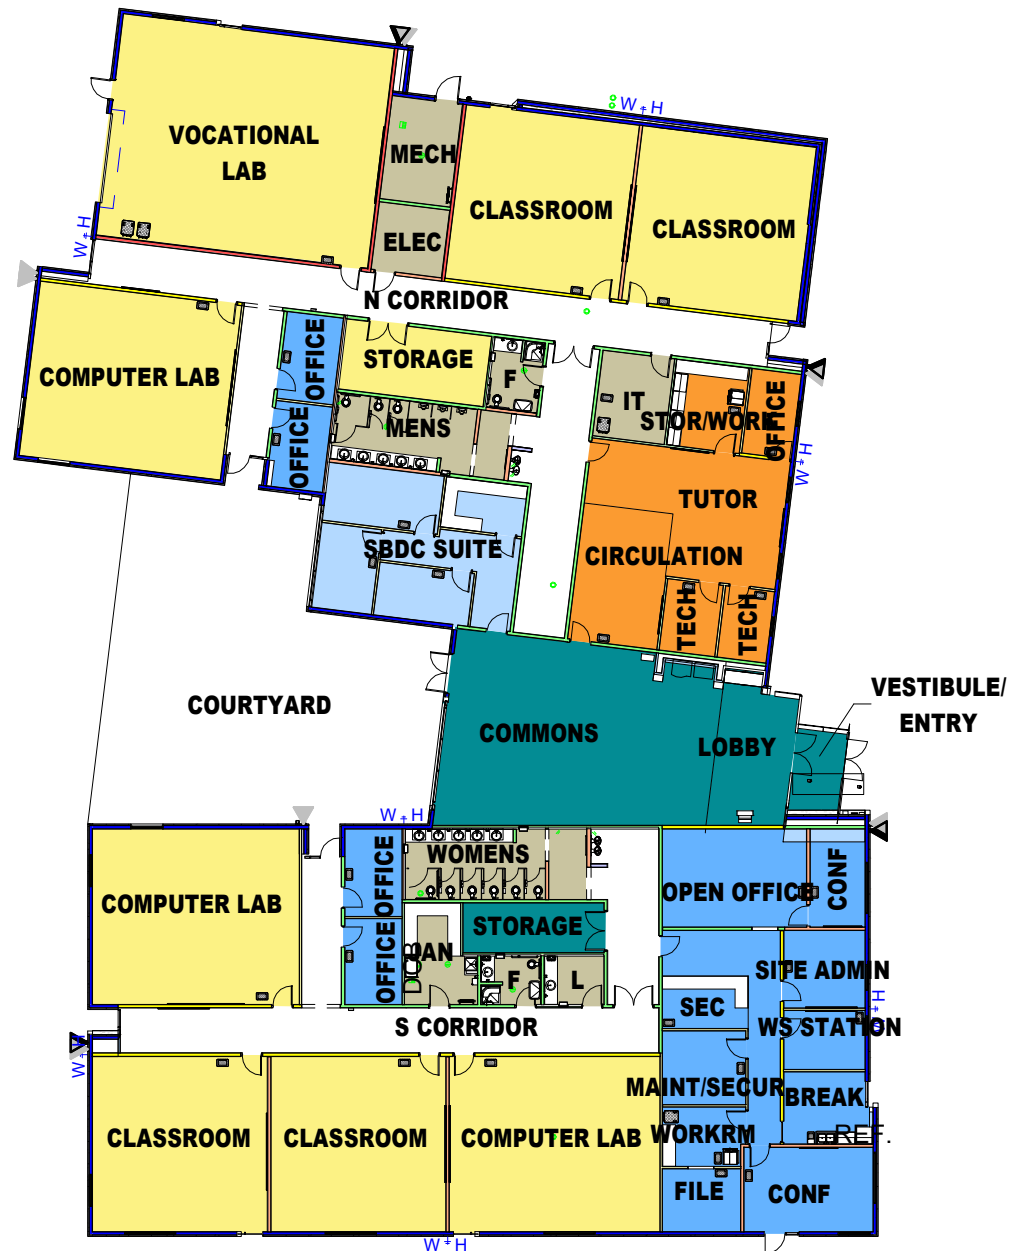 W H
VOCATIONAL
LAB
MECH
CLASSROOM
CLASSROOM
ELEC
W H
N CORRIDOR
COMPUTER LAB
OFFICE
STORAGE
F
IT
STOR/WORK
OFFICE
OFFICE
MENS
W H
TUTOR
SBDC SUITE
CIRCULATION
TECH
TECH
COURTYARD
COMMONS
LOBBY
VESTIBULE/
ENTRY
W H
COMPUTER LAB
OFFICE
WOMENS
OPEN OFFICE
CONF
OFFICE
JAN
STORAGE
F
L
SITE ADMIN
W H
S CORRIDOR
SEC
WS STATION
W H
MAINT/SECUR
BREAK
CLASSROOM
CLASSROOM
COMPUTER LAB
WORKRM
REF.
FILE
CONF
W H